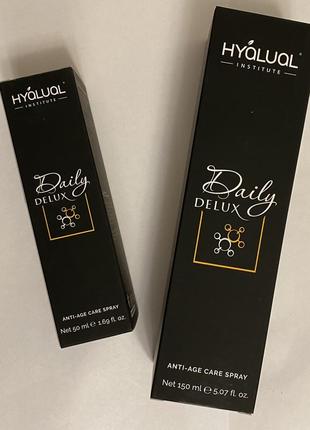 HYALUAL®
INSTITUTE
Daily
DELUX
ANTI-AGE CARE SPRAY
Net 50 ml ℮ 1.69 fl. oz.
HYALUAL®
INSTITUTE
Daily
DELUX
ANTI-AGE CARE SPRAY
Net 150 ml ℮ 5.07 fl. oz.